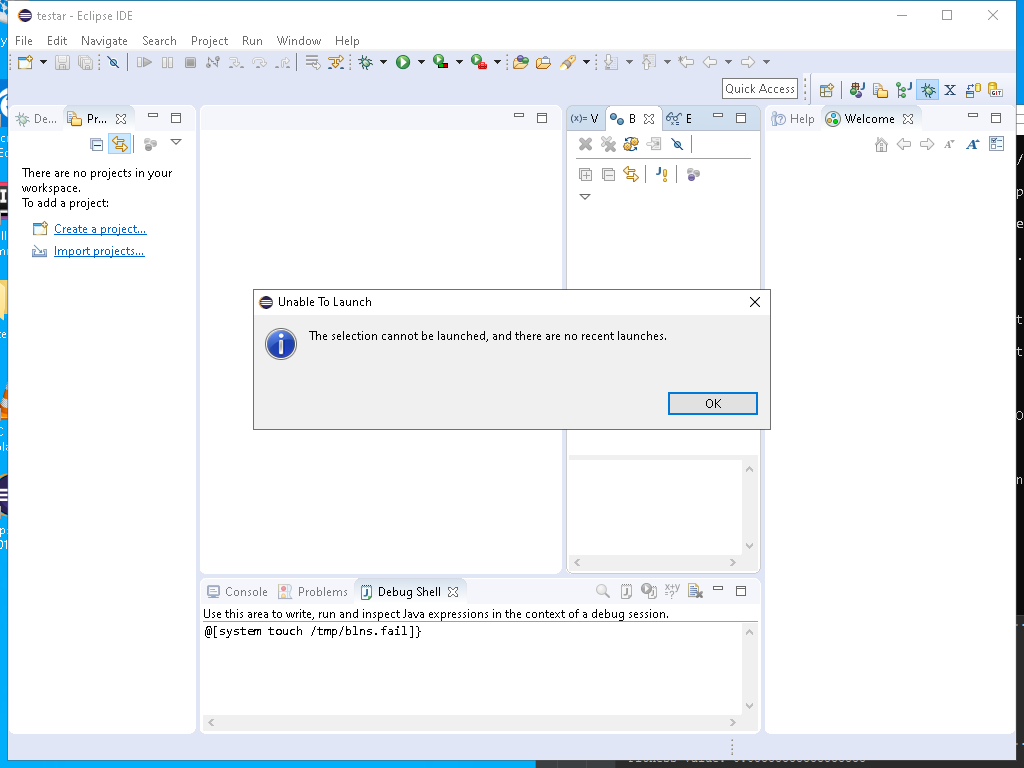 testar - Eclipse IDE
File Edit Navigate Search Project Run Window Help
Quick Access
De... Pr...
There are no projects in your
workspace.
To add a project:
Create a project...
Import projects...
(x)= V B E
Help Welcome
Unable To Launch
The selection cannot be launched, and there are no recent launches.
OK
Console Problems Debug Shell
Use this area to write, run and inspect Java expressions in the context of a debug session.
@[system touch /tmp/blns.fail]}